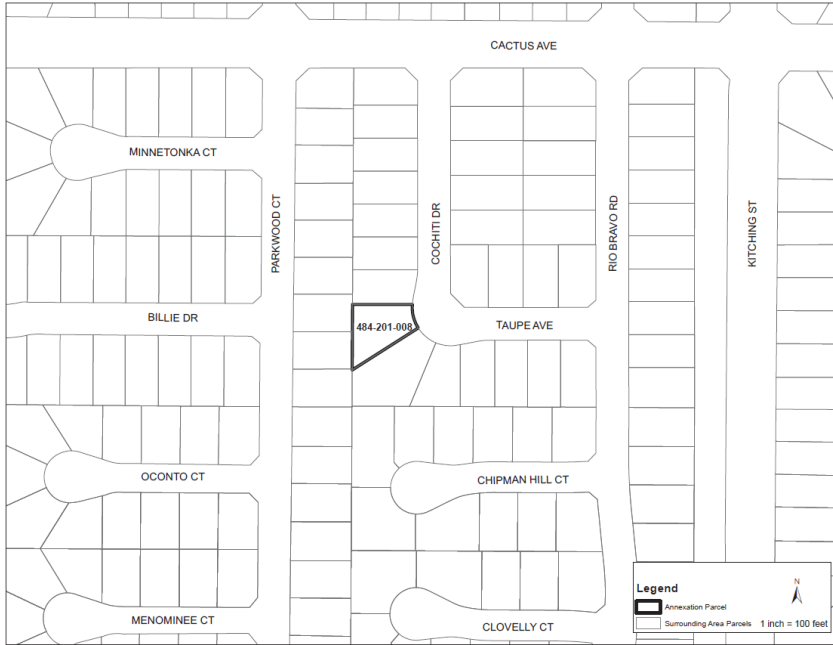 CACTUS AVE
MINNETONKA CT
PARKWOOD CT
COCHITI DR
RIO BRAVO RD
KITCHING ST
BILLIE DR
484-201-008
TAUPE AVE
OCONTO CT
CHIPMAN HILL CT
MENOMINEE CT
CLOVELLY CT
Legend
N
Annexation Parcel
Surrounding Area Parcels
1 inch = 100 feet